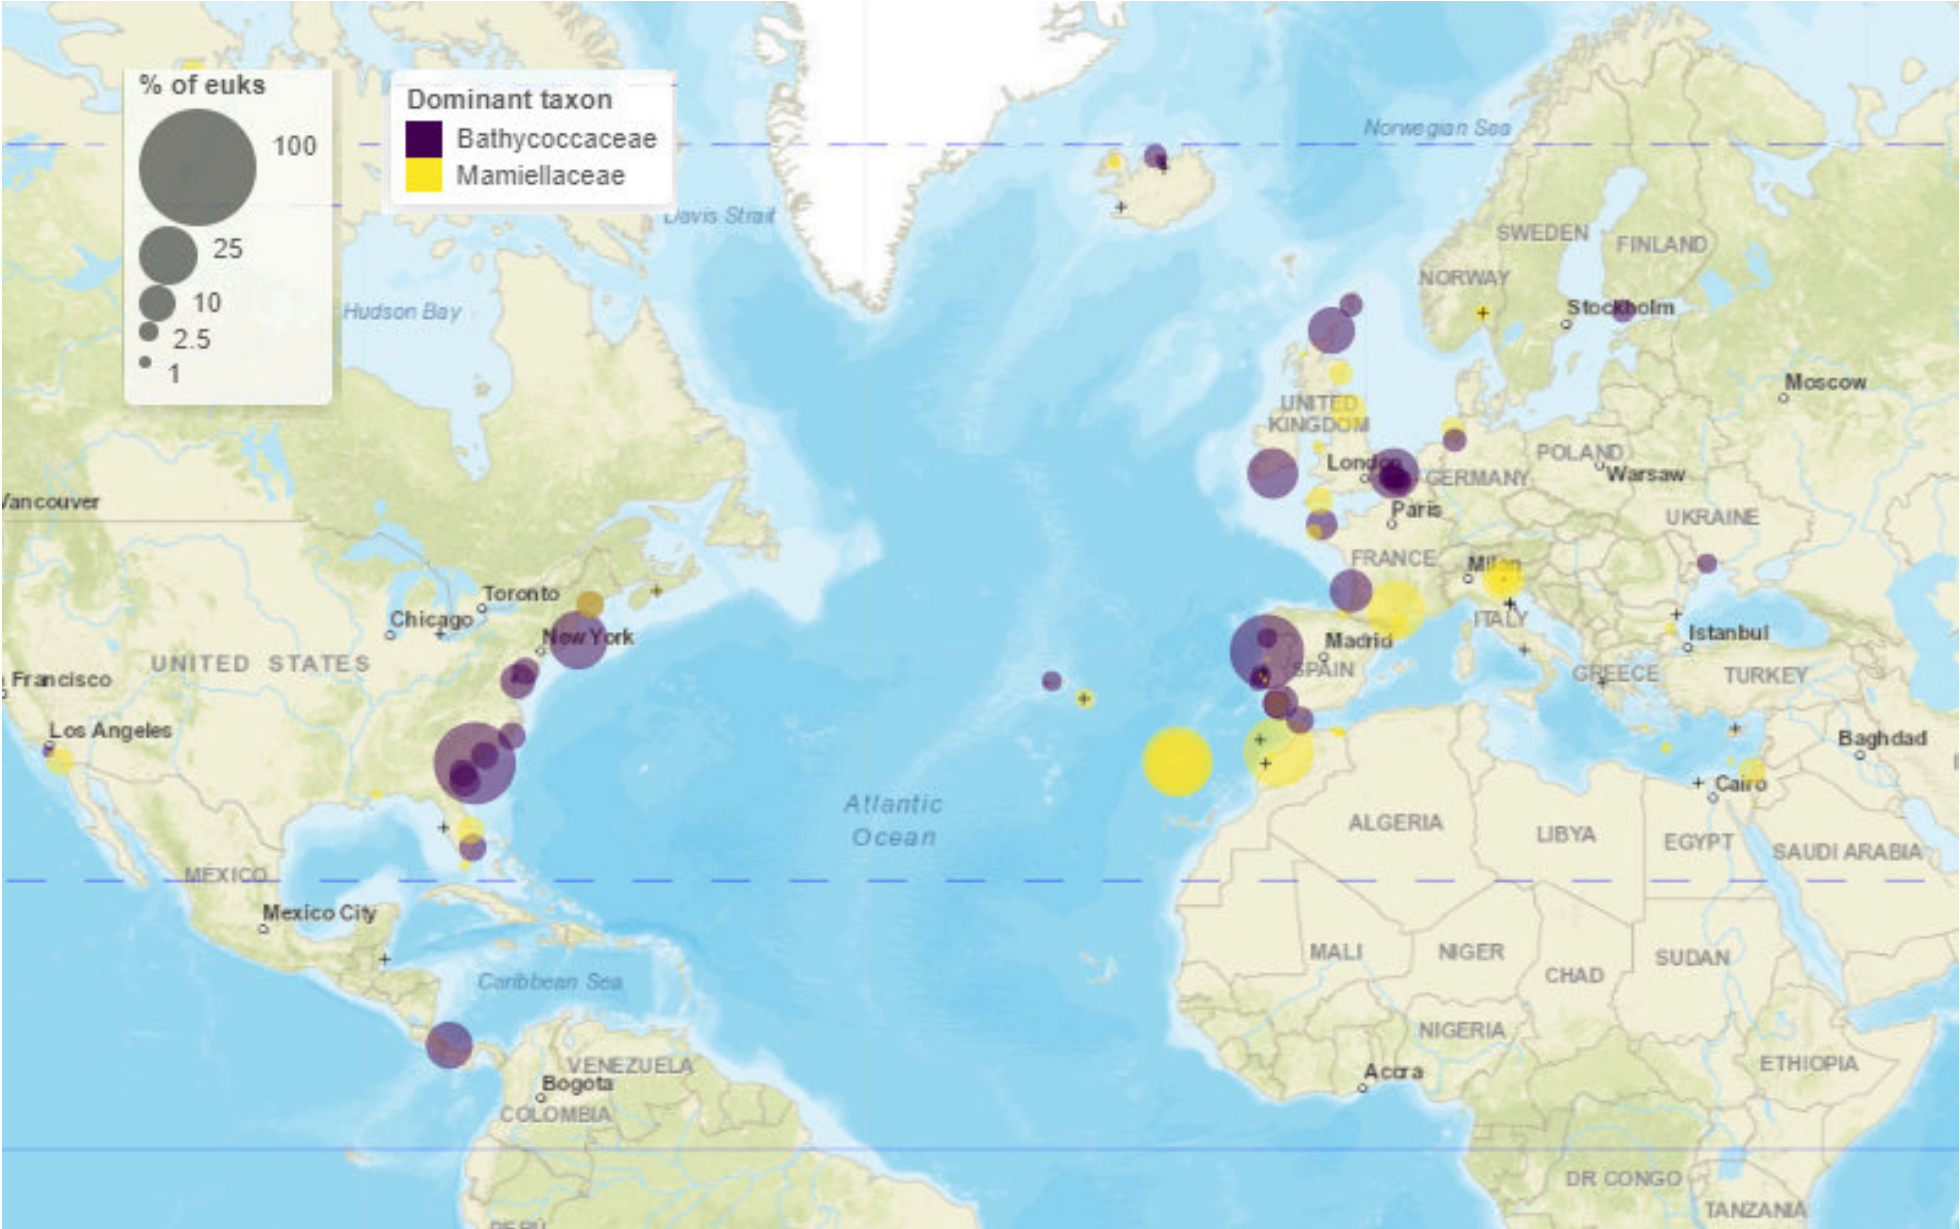 % of euks
100
25
10
2.5
1
Dominant taxon
Bathycoccaceae
Mamiellaceae
Davis Strait
Hudson Bay
Norwegian Sea
SWEDEN
FINLAND
NORWAY
Stockholm
Moscow
UNITED
KINGDOM
London
GERMANY
POLAND
Warsaw
Paris
UKRAINE
FRANCE
Milan
ITALY
Vancouver
Toronto
Chicago
New York
UNITED STATES
Francisco
Los Angeles
Madrid
SPAIN
Istanbul
GREECE
TURKEY
Baghdad
Cairo
Atlantic
Ocean
ALGERIA
LIBYA
EGYPT
SAUDI ARABIA
MÉXICO
Mexico City
MALI
NIGER
CHAD
SUDAN
Caribbean Sea
NIGERIA
ETHIOPIA
Accra
VENEZUELA
Bogota
COLOMBIA
DR CONGO
TANZANIA
PERU